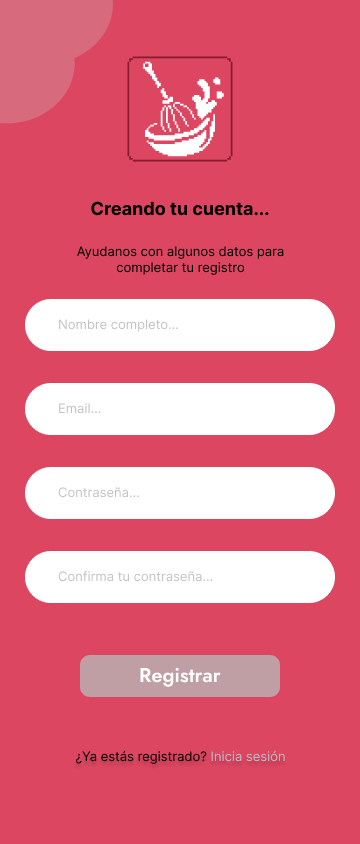 Creando tu cuenta...
Ayudanos con algunos datos para
completar tu registro
Nombre completo...
Email...
Contraseña...
Confirma tu contraseña...
Registrar
¿Ya estás registrado? Inicia sesión